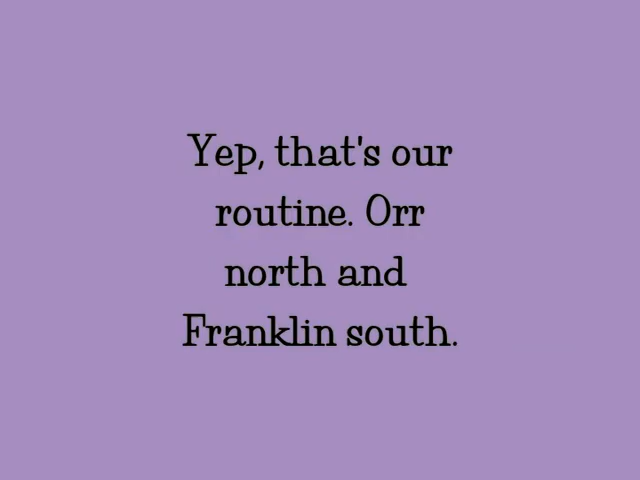 Yep, that's our
routine. Orr
north and
Franklin south.